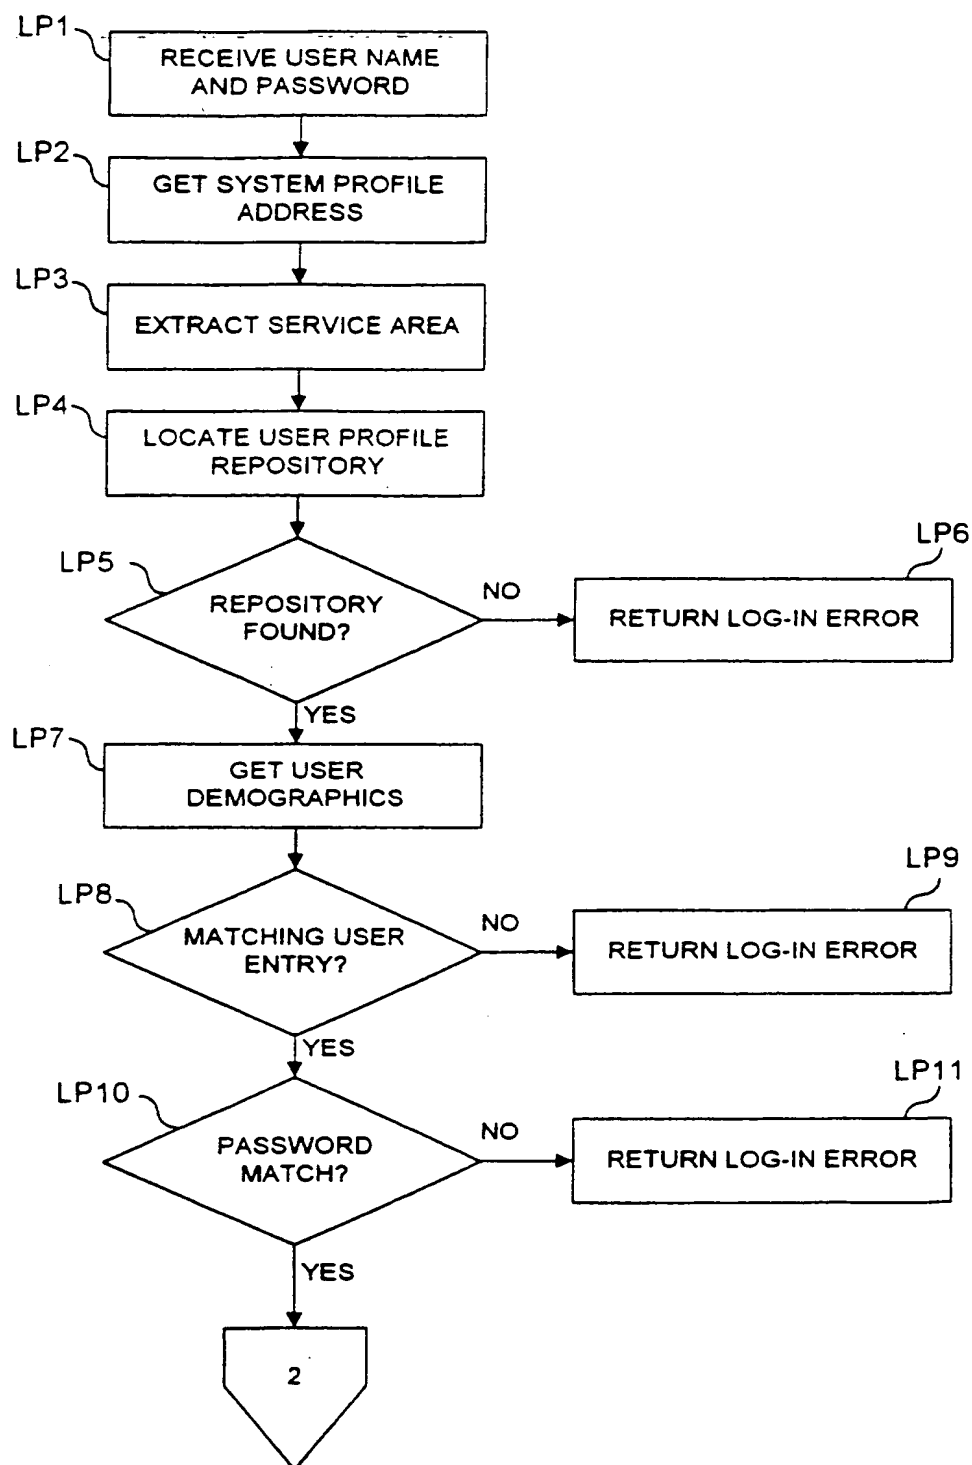 LP1
RECEIVE USER NAME
AND PASSWORD
LP2
GET SYSTEM PROFILE
ADDRESS
LP3
EXTRACT SERVICE AREA
LP4
LOCATE USER PROFILE
REPOSITORY
LP5
REPOSITORY
FOUND?
NO
LP6
RETURN LOG-IN ERROR
YES
LP7
GET USER
DEMOGRAPHICS
LP8
MATCHING USER
ENTRY?
NO
LP9
RETURN LOG-IN ERROR
YES
LP10
PASSWORD
MATCH?
NO
LP11
RETURN LOG-IN ERROR
YES
2